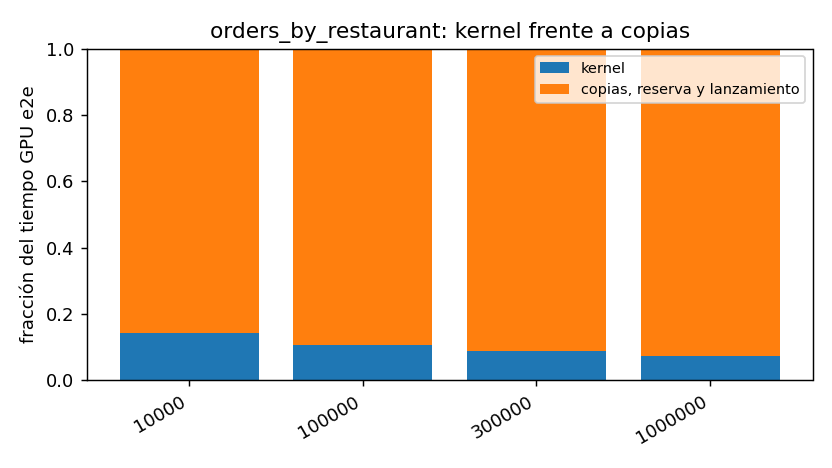 orders_by_restaurant: kernel frente a copias
kernel
copias, reserva y lanzamiento
fracción del tiempo GPU e2e
1.0
0.8
0.6
0.4
0.2
0.0
10000
100000
300000
1000000